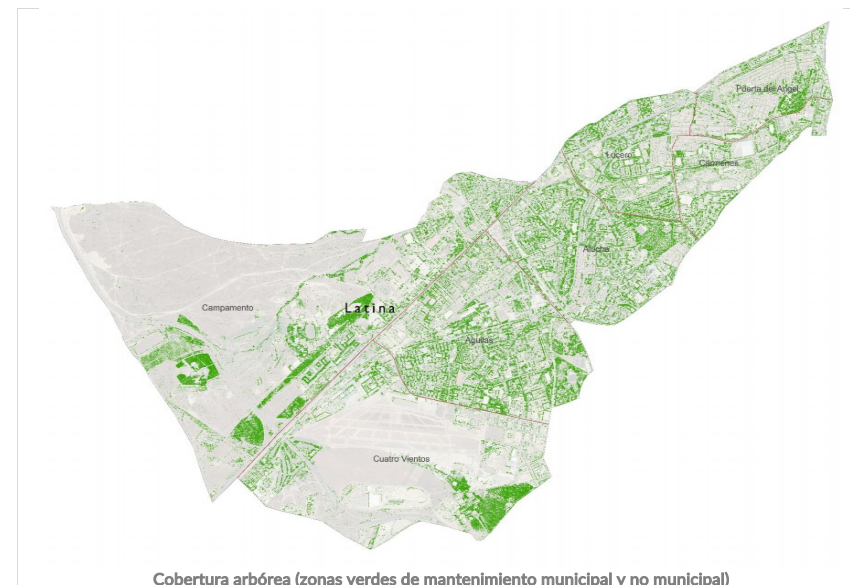 Puerta del Angel
Lucero
Cármenes
Aluche
Campamento
Latina
Aguilas
Cuatro Vientos
Cobertura arbórea (zonas verdes de mantenimiento municipal y no municipal)